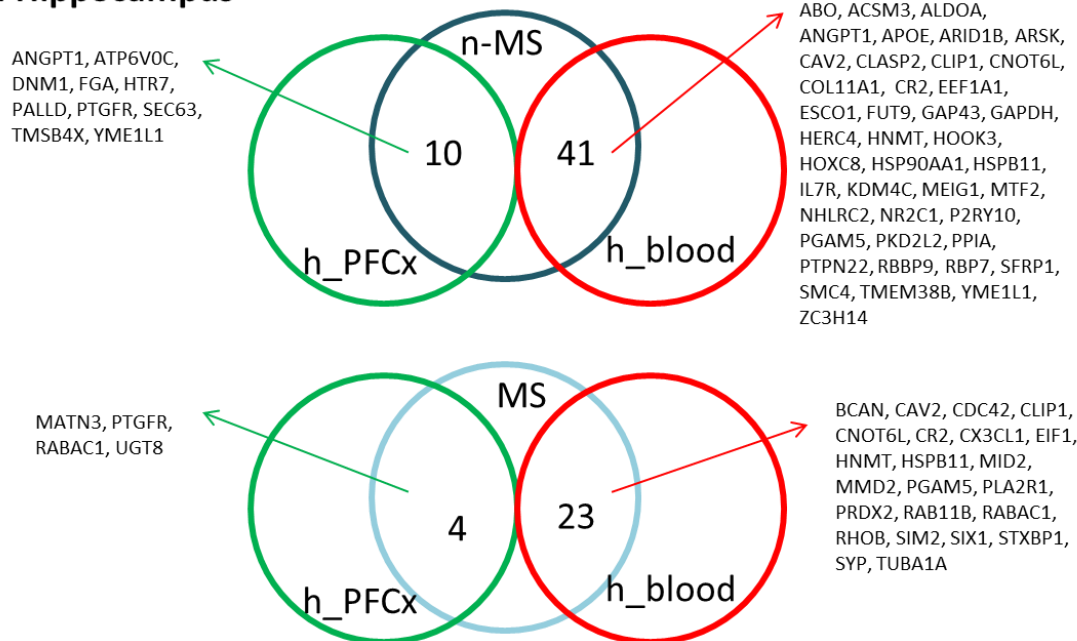 Hippocampus
n-MS
ANGPT1, ATP6V0C,
DNM1, FGA, HTR7,
PALLD, PTGFR, SEC63,
TMSB4X, YME1L1
10
41
h_PFCx
h_blood
ABO, ACSM3, ALDOA,
ANGPT1, APOE, ARID1B, ARSK,
CAV2, CLASP2, CLIP1, CNOT6L,
COL11A1, CR2, EEF1A1,
ESCO1, FUT9, GAP43, GAPDH,
HERC4, HNMT, HOOK3,
HOXC8, HSP90AA1, HSPB11,
IL7R, KDM4C, MEIG1, MTF2,
NHLRC2, NR2C1, P2RY10,
PGAM5, PKD2L2, PPIA,
PTPN22, RBBP9, RBP7, SFRP1,
SMC4, TMEM38B, YME1L1,
ZC3H14
MS
MATN3, PTGFR,
RABAC1, UGT8
4
23
h_PFCx
h_blood
BCAN, CAV2, CDC42, CLIP1,
CNOT6L, CR2, CX3CL1, EIF1,
HNMT, HSPB11, MID2,
MMD2, PGAM5, PLA2R1,
PRDX2, RAB11B, RABAC1,
RHOB, SIM2, SIX1, STXBP1,
SYP, TUBA1A